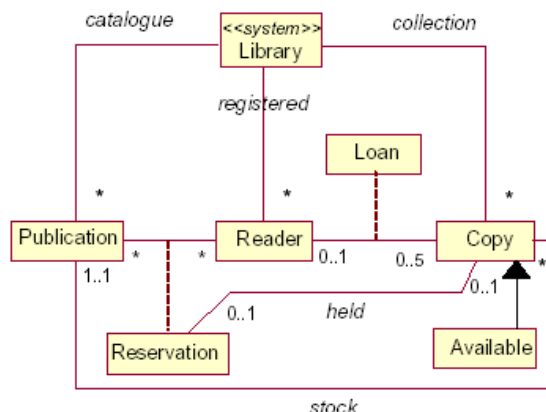 catalogue
<<system>>
Library
collection
registered
Loan
*
*
*
Publication
Reader
Copy
*
*
0..1
0..5
*
1..1
0..1
0..1
held
Reservation
Available
stock